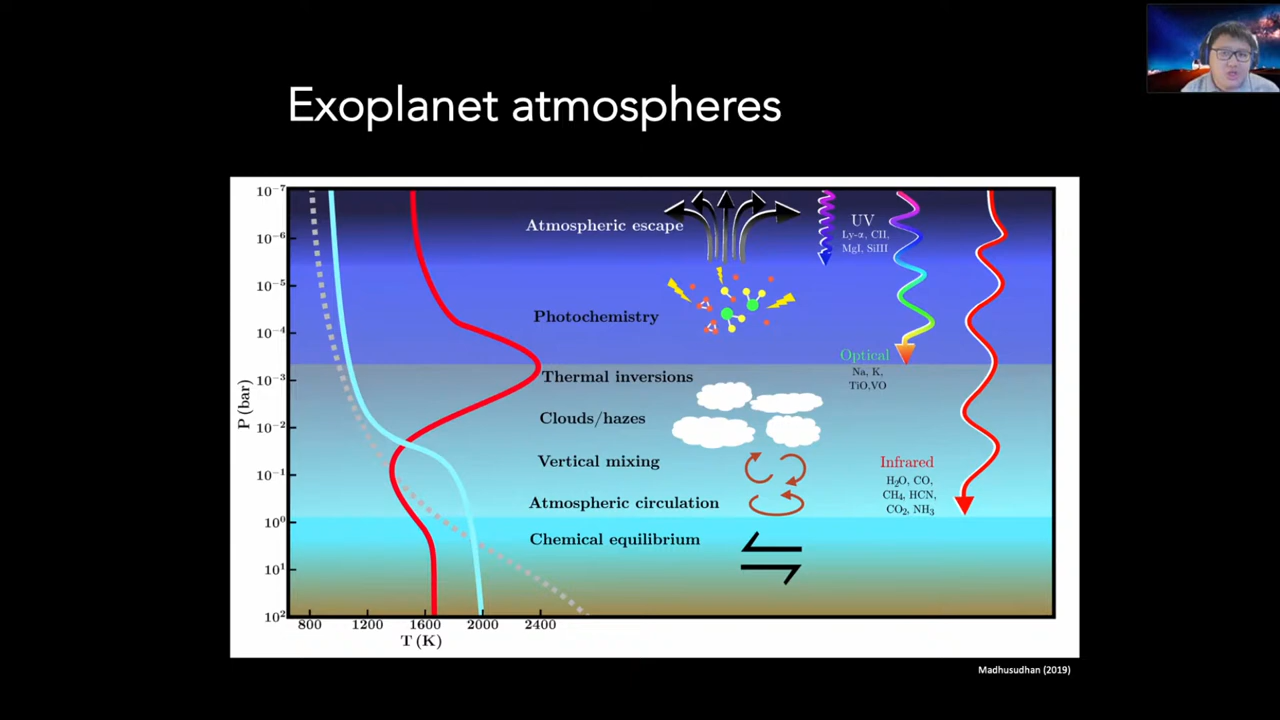 Exoplanet atmospheres
P (bar)
10⁻⁷
10⁻⁶
10⁻⁵
10⁻⁴
10⁻³
10⁻²
10⁻¹
10⁰
10¹
10²
800 1200 1600 2000 2400
T (K)
Atmospheric escape
Photochemistry
Thermal inversions
Clouds/hazes
Vertical mixing
Atmospheric circulation
Chemical equilibrium
UV
Ly-α, CII,
MgI, SiIII
Optical
Na, K,
TiO,VO
Infrared
H₂O, CO,
CH₄, HCN,
CO₂, NH₃
Madhusudhan (2019)